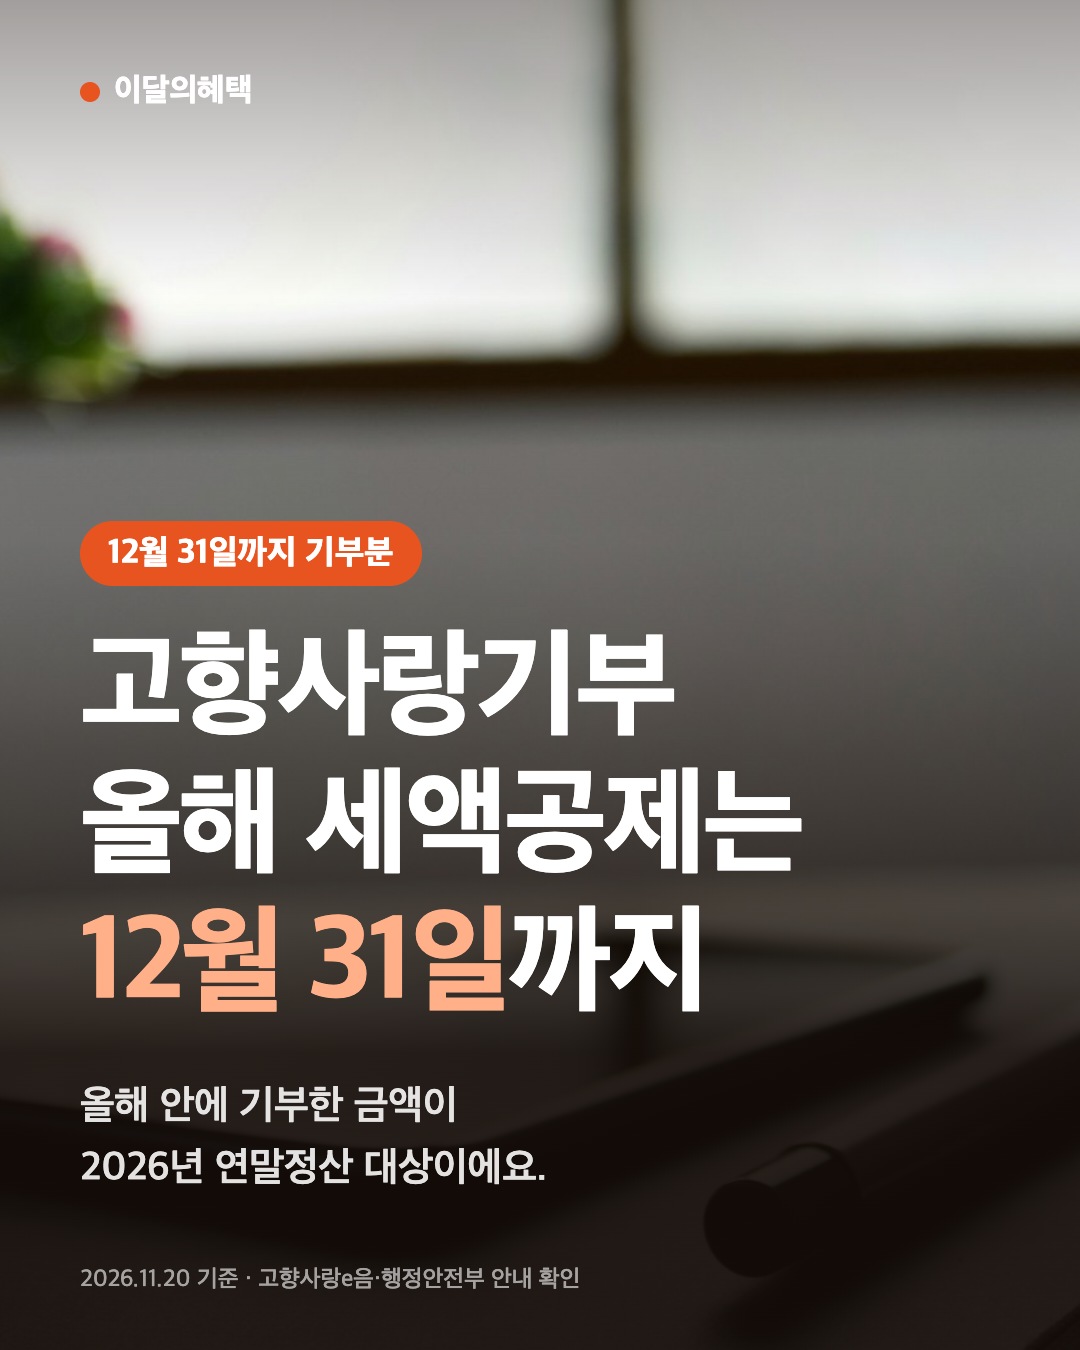 이달의혜택
12월 31일까지 기부분
고향사랑기부
올해 세액공제는
12월 31일까지
올해 안에 기부한 금액이
2026년 연말정산 대상이에요.
2026.11.20 기준 · 고향사랑e음·행정안전부 안내 확인